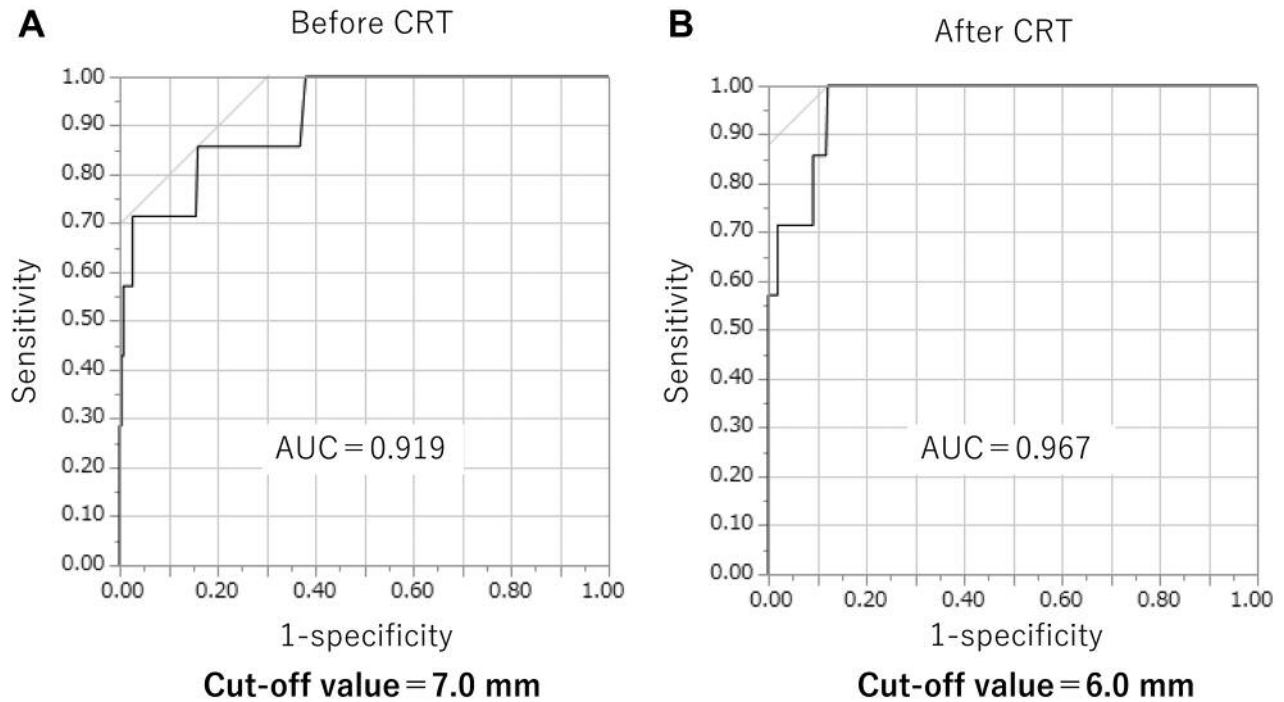 A
Before CRT
Sensitivity
1.00
0.90
0.80
0.70
0.60
0.50
0.40
0.30
0.20
0.10
0.00
AUC=0.919
0.00 0.20 0.40 0.60 0.80 1.00
1-specificity
Cut-off value=7.0 mm
B
After CRT
Sensitivity
1.00
0.90
0.80
0.70
0.60
0.50
0.40
0.30
0.20
0.10
0.00
AUC=0.967
0.00 0.20 0.40 0.60 0.80 1.00
1-specificity
Cut-off value=6.0 mm